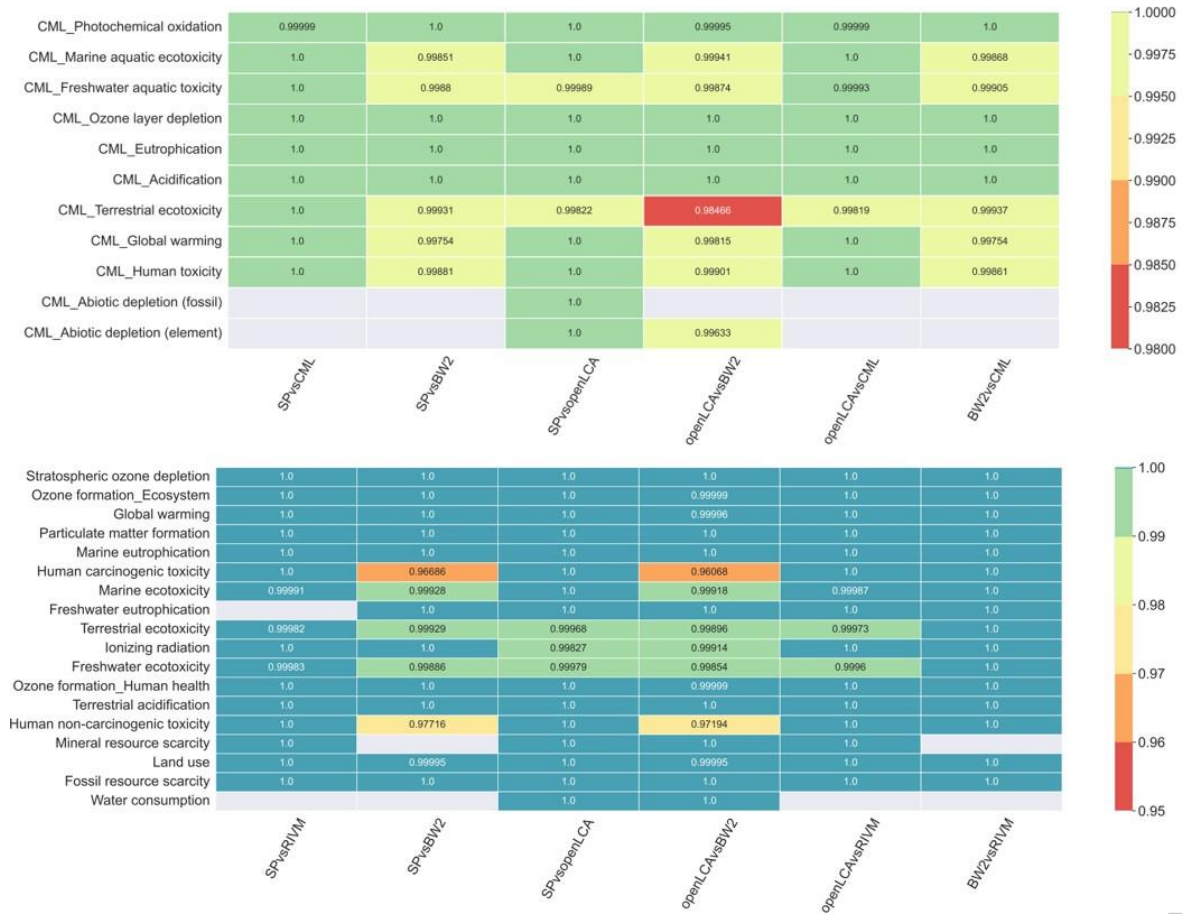 CML_Photochemical oxidation 0.99999 1.0 1.0 0.99995 0.99999 1.0
CML_Marine aquatic ecotoxicity 1.0 0.99851 1.0 0.99941 1.0 0.99868
CML_Freshwater aquatic toxicity 1.0 0.9988 0.99989 0.99874 0.99993 0.99905
CML_Ozone layer depletion 1.0 1.0 1.0 1.0 1.0 1.0
CML_Eutrophication 1.0 1.0 1.0 1.0 1.0 1.0
CML_Acidification 1.0 1.0 1.0 1.0 1.0 1.0
CML_Terrestrial ecotoxicity 1.0 0.99931 0.99822 0.98466 0.99819 0.99937
CML_Global warming 1.0 0.99754 1.0 0.99815 1.0 0.99754
CML_Human toxicity 1.0 0.99881 1.0 0.99901 1.0 0.99861
CML_Abiotic depletion (fossil) 1.0
CML_Abiotic depletion (element) 1.0 0.99633
SPvsCML SPvsBW2 SPvsopenLCA openLCAvsBW2 openLCAvsCML BW2vsCML
1.0000
0.9975
0.9950
0.9925
0.9900
0.9875
0.9850
0.9825
0.9800
Stratospheric ozone depletion 1.0 1.0 1.0 1.0 1.0 1.0
Ozone formation_Ecosystem 1.0 1.0 1.0 0.99999 1.0 1.0
Global warming 1.0 1.0 1.0 0.99996 1.0 1.0
Particulate matter formation 1.0 1.0 1.0 1.0 1.0 1.0
Marine eutrophication 1.0 1.0 1.0 1.0 1.0 1.0
Human carcinogenic toxicity 1.0 0.96686 1.0 0.96068 1.0 1.0
Marine ecotoxicity 0.99991 0.99928 1.0 0.99918 0.99987 1.0
Freshwater eutrophication 1.0 1.0 1.0 1.0 1.0
Terrestrial ecotoxicity 0.99982 0.99929 0.99968 0.99896 0.99973 1.0
Ionizing radiation 1.0 1.0 0.99827 0.99914 1.0 1.0
Freshwater ecotoxicity 0.99983 0.99886 0.99979 0.99854 0.9996 1.0
Ozone formation_Human health 1.0 1.0 1.0 0.99999 1.0 1.0
Terrestrial acidification 1.0 1.0 1.0 1.0 1.0 1.0
Human non-carcinogenic toxicity 1.0 0.97716 1.0 0.97194 1.0 1.0
Mineral resource scarcity 1.0 1.0 1.0 1.0
Land use 1.0 0.99995 1.0 0.99995 1.0 1.0
Fossil resource scarcity 1.0 1.0 1.0 1.0 1.0 1.0
Water consumption 1.0 1.0
SPvsRIVM SPvsBW2 SPvsopenLCA openLCAvsBW2 openLCAvsRIVM BW2vsRIVM
1.00
0.99
0.98
0.97
0.96
0.95